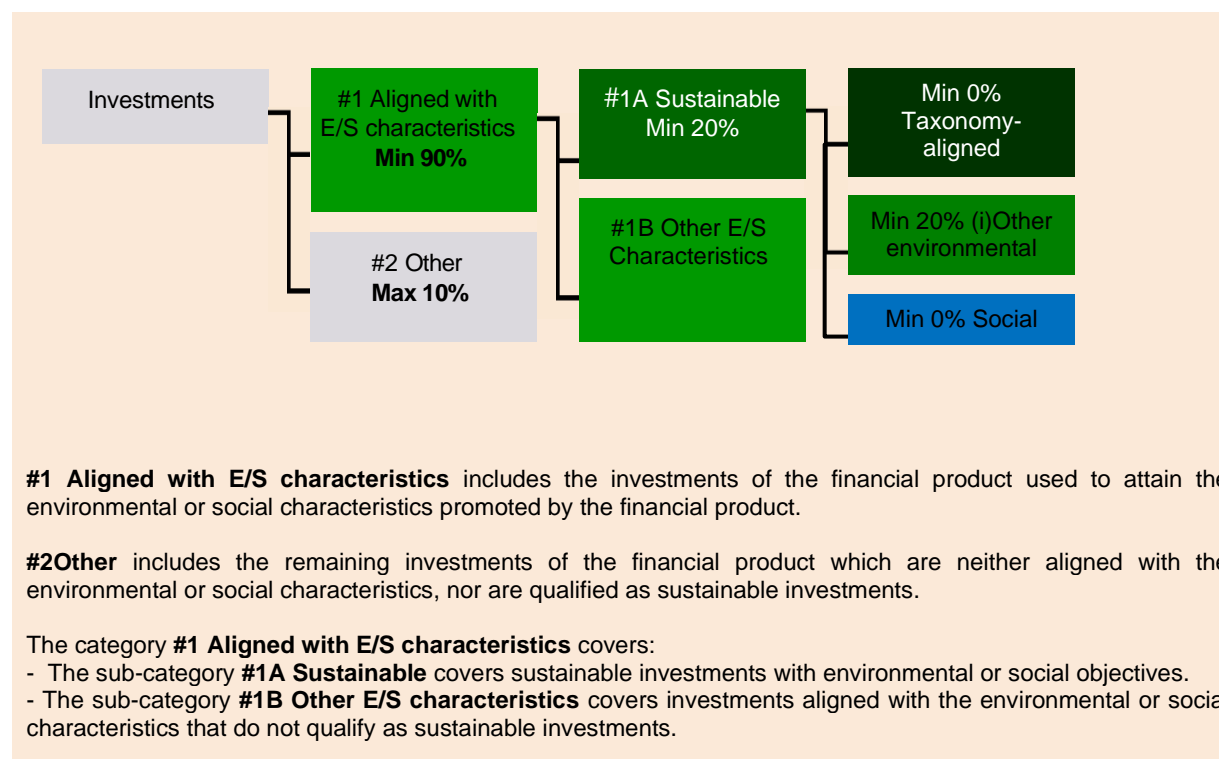 Investments
#1 Aligned with
E/S characteristics
Min 90%
#2 Other
Max 10%
#1A Sustainable
Min 20%
#1B Other E/S
Characteristics
Min 0%
Taxonomy-
aligned
Min 20% (i)Other
environmental
Min 0% Social
#1 Aligned with E/S characteristics includes the investments of the financial product used to attain the
environmental or social characteristics promoted by the financial product.
#2Other includes the remaining investments of the financial product which are neither aligned with the
environmental or social characteristics, nor are qualified as sustainable investments.
The category #1 Aligned with E/S characteristics covers:
- The sub-category #1A Sustainable covers sustainable investments with environmental or social objectives.
- The sub-category #1B Other E/S characteristics covers investments aligned with the environmental or social
characteristics that do not qualify as sustainable investments.